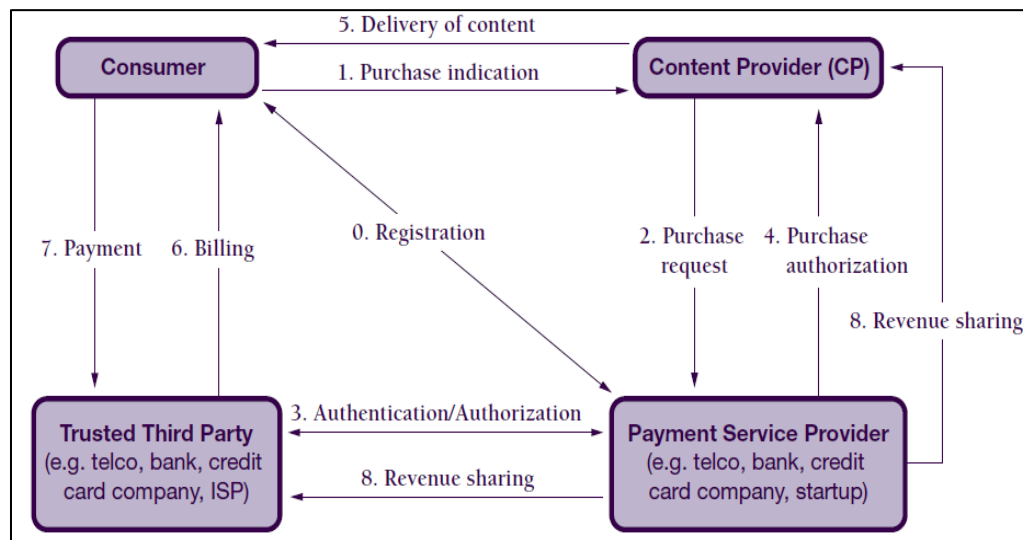 5. Delivery of content
Consumer
1. Purchase indication
Content Provider (CP)
0. Registration
7. Payment
6. Billing
2. Purchase
request
4. Purchase
authorization
8. Revenue sharing
3. Authentication/Authorization
Trusted Third Party
(e.g. telco, bank, credit
card company, ISP)
8. Revenue sharing
Payment Service Provider
(e.g. telco, bank, credit
card company, startup)